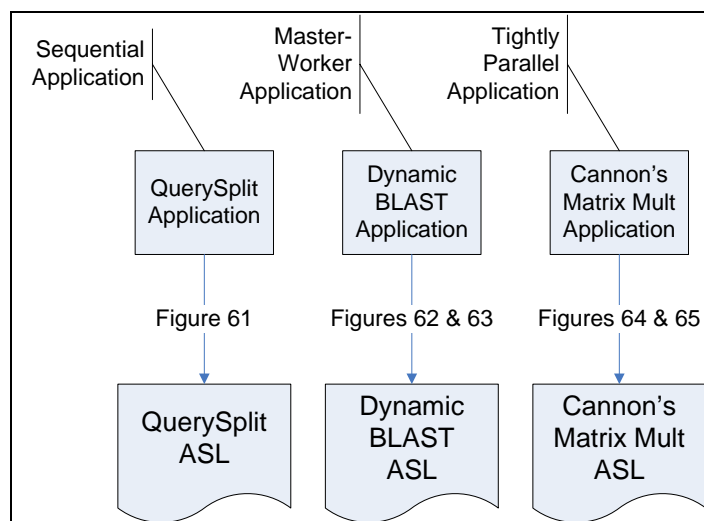 Sequential
Application
Master-
Worker
Application
Tightly
Parallel
Application
QuerySplit
Application
Dynamic
BLAST
Application
Cannon's
Matrix Mult
Application
Figure 61
Figures 62 & 63
Figures 64 & 65
QuerySplit
ASL
Dynamic
BLAST
ASL
Cannon's
Matrix Mult
ASL